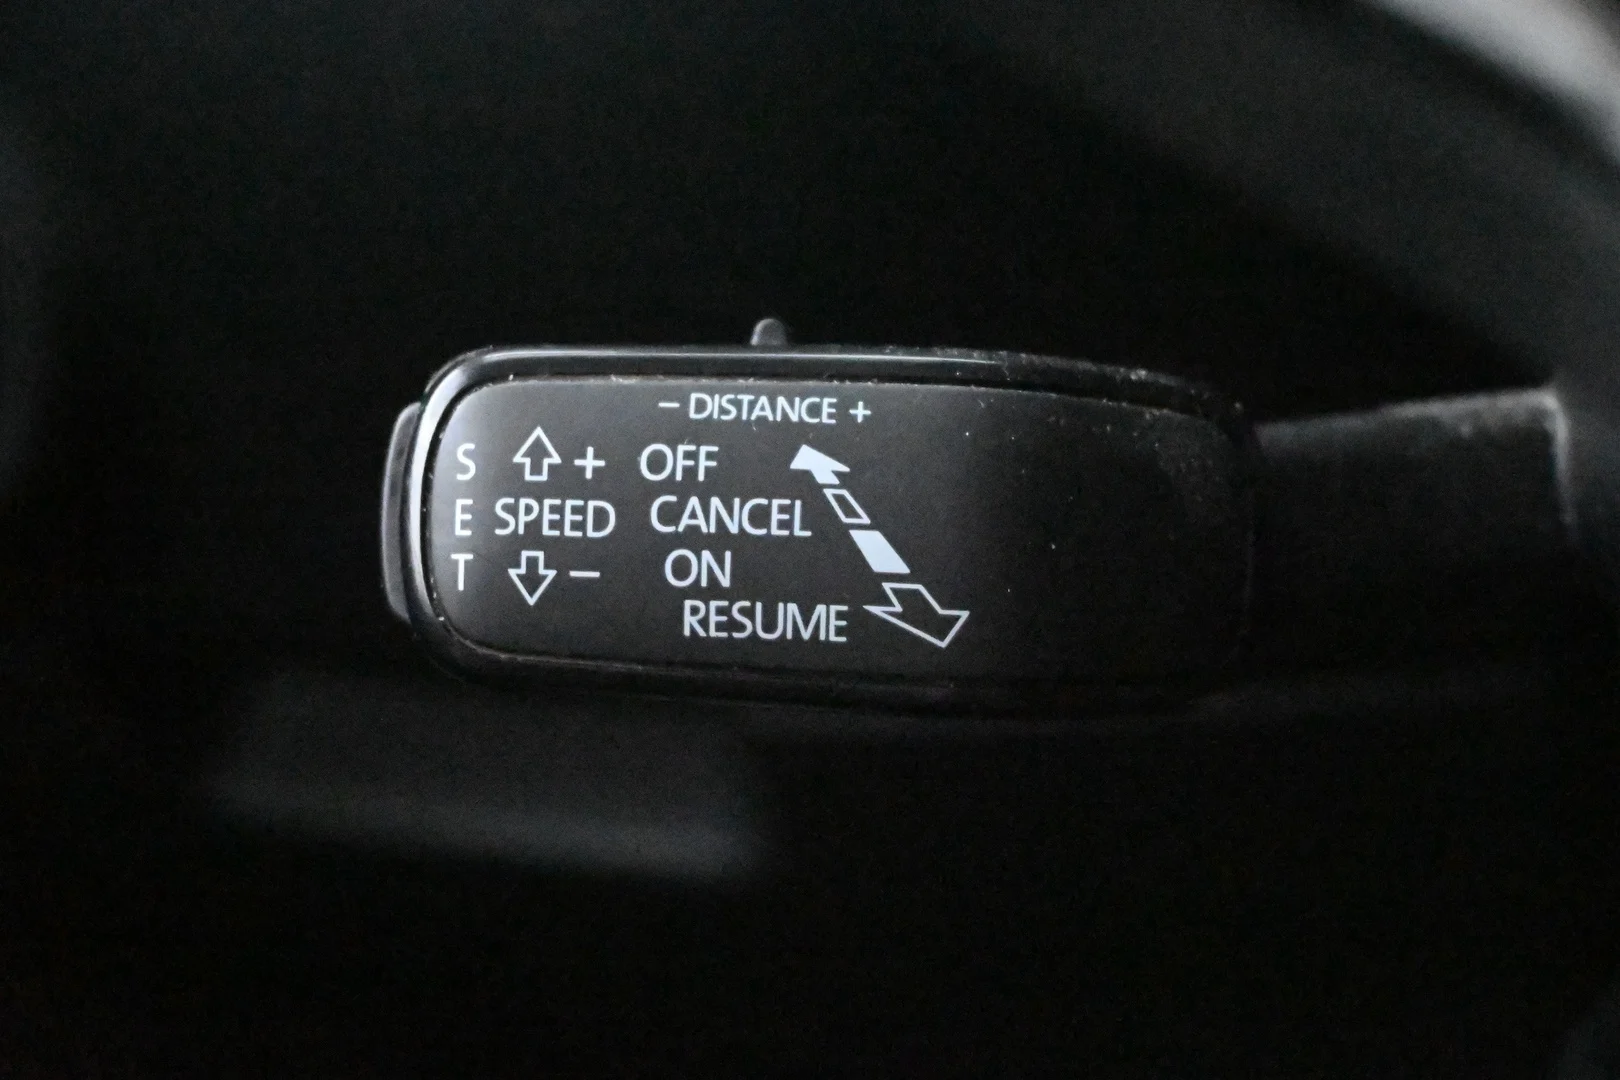 − DISTANCE +
S + OFF
E SPEED CANCEL
T − ON
RESUME